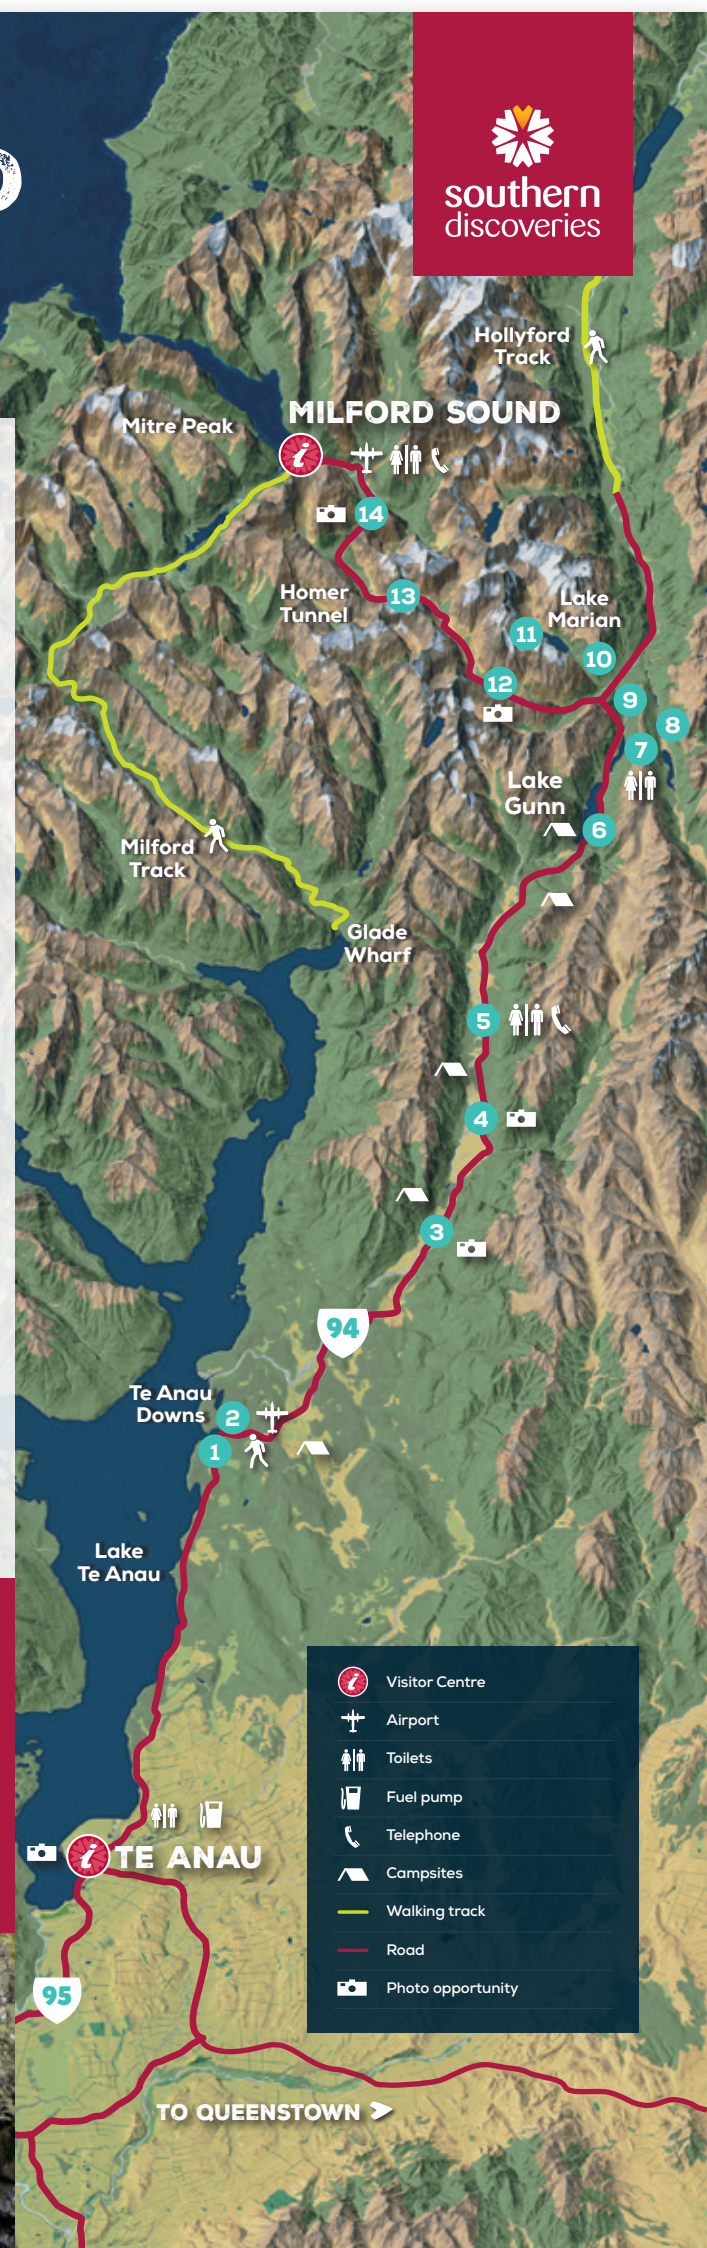 southern
discoveries
Hollyford
Track
MILFORD SOUND
Mitre Peak
14
Homer
Tunnel
13
Lake
Marian
11
10
12
9
8
7
Lake
Gunn
6
Milford
Track
Glade
Wharf
5
4
3
94
Te Anau
Downs
2
1
Lake
Te Anau
Visitor Centre
Airport
Toilets
Fuel pump
Telephone
Campsites
Walking track
Road
Photo opportunity
TE ANAU
95
TO QUEENSTOWN